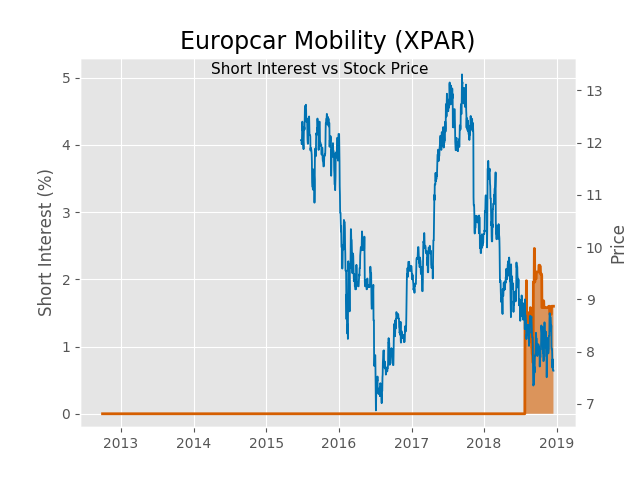 Europcar Mobility (XPAR)
Short Interest vs Stock Price
Short Interest (%)
5
4
3
2
1
0
13
12
11
10
9
8
7
Price
2013 2014 2015 2016 2017 2018 2019